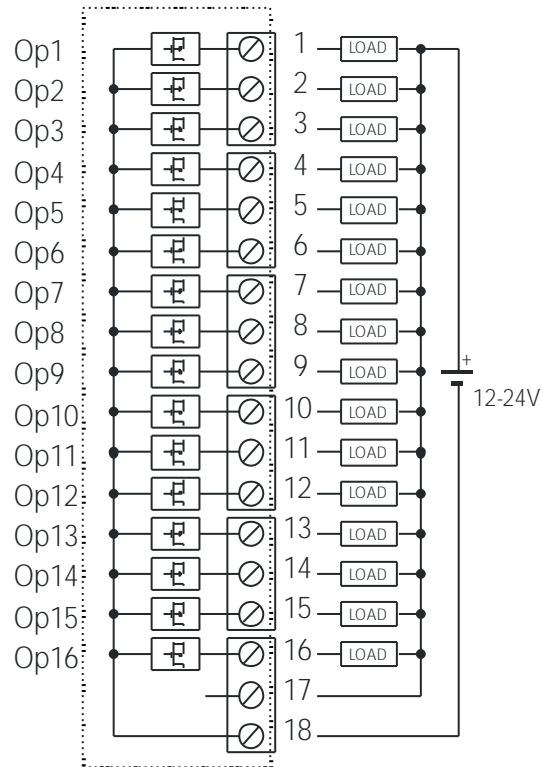 Op1 1 LOAD
Op2 2 LOAD
Op3 3 LOAD
Op4 4 LOAD
Op5 5 LOAD
Op6 6 LOAD
Op7 7 LOAD
Op8 8 LOAD
Op9 9 LOAD
+
12-24V
Op10 10 LOAD
Op11 11 LOAD
Op12 12 LOAD
Op13 13 LOAD
Op14 14 LOAD
Op15 15 LOAD
Op16 16 LOAD
17
18